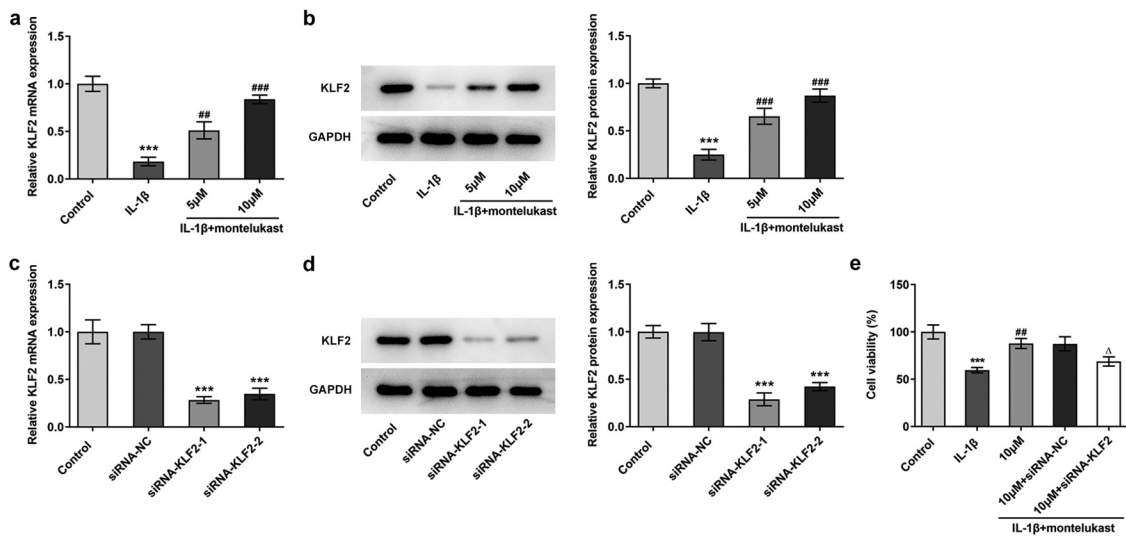 a
Relative KLF2 mRNA expression
1.5
1.0
0.5
0.0
***
##
###
Control
IL-1β
5μM
10μM
IL-1β+montelukast
b
KLF2
GAPDH
Control
IL-1β
5μM
10μM
IL-1β+montelukast
Relative KLF2 protein expression
1.5
1.0
0.5
0.0
***
###
###
Control
IL-1β
5μM
10μM
IL-1β+montelukast
c
Relative KLF2 mRNA expression
1.5
1.0
0.5
0.0
***
***
Control
siRNA-NC
siRNA-KLF2-1
siRNA-KLF2-2
d
KLF2
GAPDH
Control
siRNA-NC
siRNA-KLF2-1
siRNA-KLF2-2
Relative KLF2 protein expression
1.5
1.0
0.5
0.0
***
***
Control
siRNA-NC
siRNA-KLF2-1
siRNA-KLF2-2
e
Cell viability (%)
150
100
50
0
***
##
Δ
Control
IL-1β
10μM
10μM+siRNA-NC
10μM+siRNA-KLF2
IL-1β+montelukast